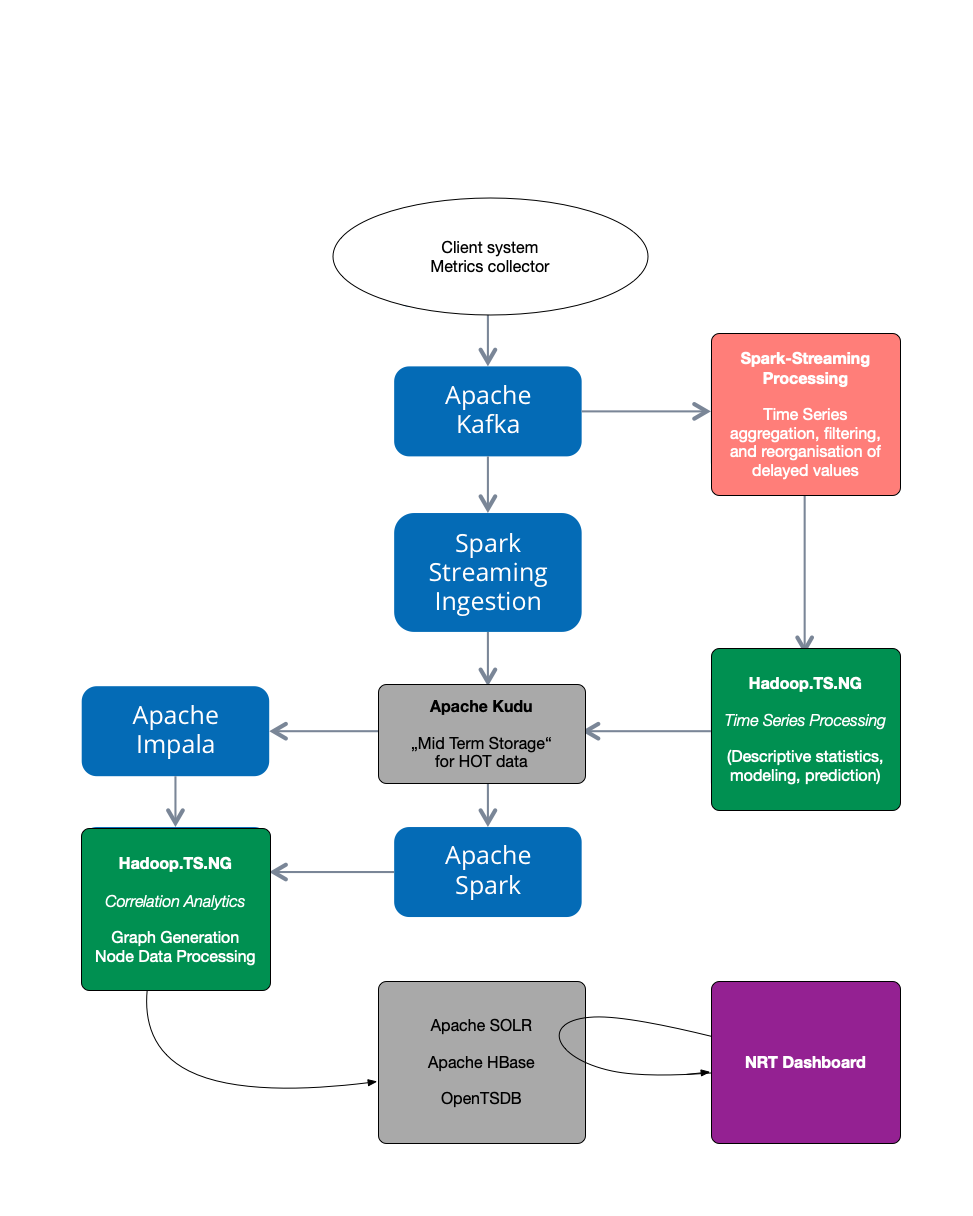 Client system
Metrics collector
Apache
Kafka
Spark-Streaming
Processing
Time Series
aggregation, filtering,
and reorganisation of
delayed values
Spark
Streaming
Ingestion
Apache Kudu
„Mid Term Storage“
for HOT data
Hadoop.TS.NG
Time Series Processing
(Descriptive statistics,
modeling, prediction)
Apache
Impala
Apache
Spark
Hadoop.TS.NG
Correlation Analytics
Graph Generation
Node Data Processing
Apache SOLR
Apache HBase
OpenTSDB
NRT Dashboard